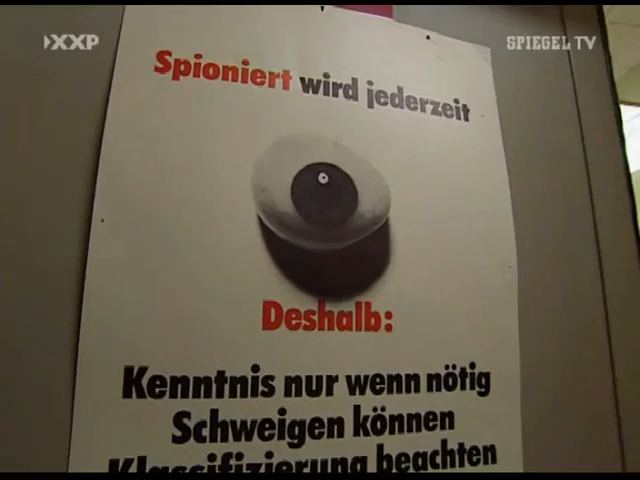 XXP
SPIEGEL TV
Spioniert wird jederzeit
Deshalb:
Kenntnis nur wenn nötig
Schweigen können
Klassifizierung beachten